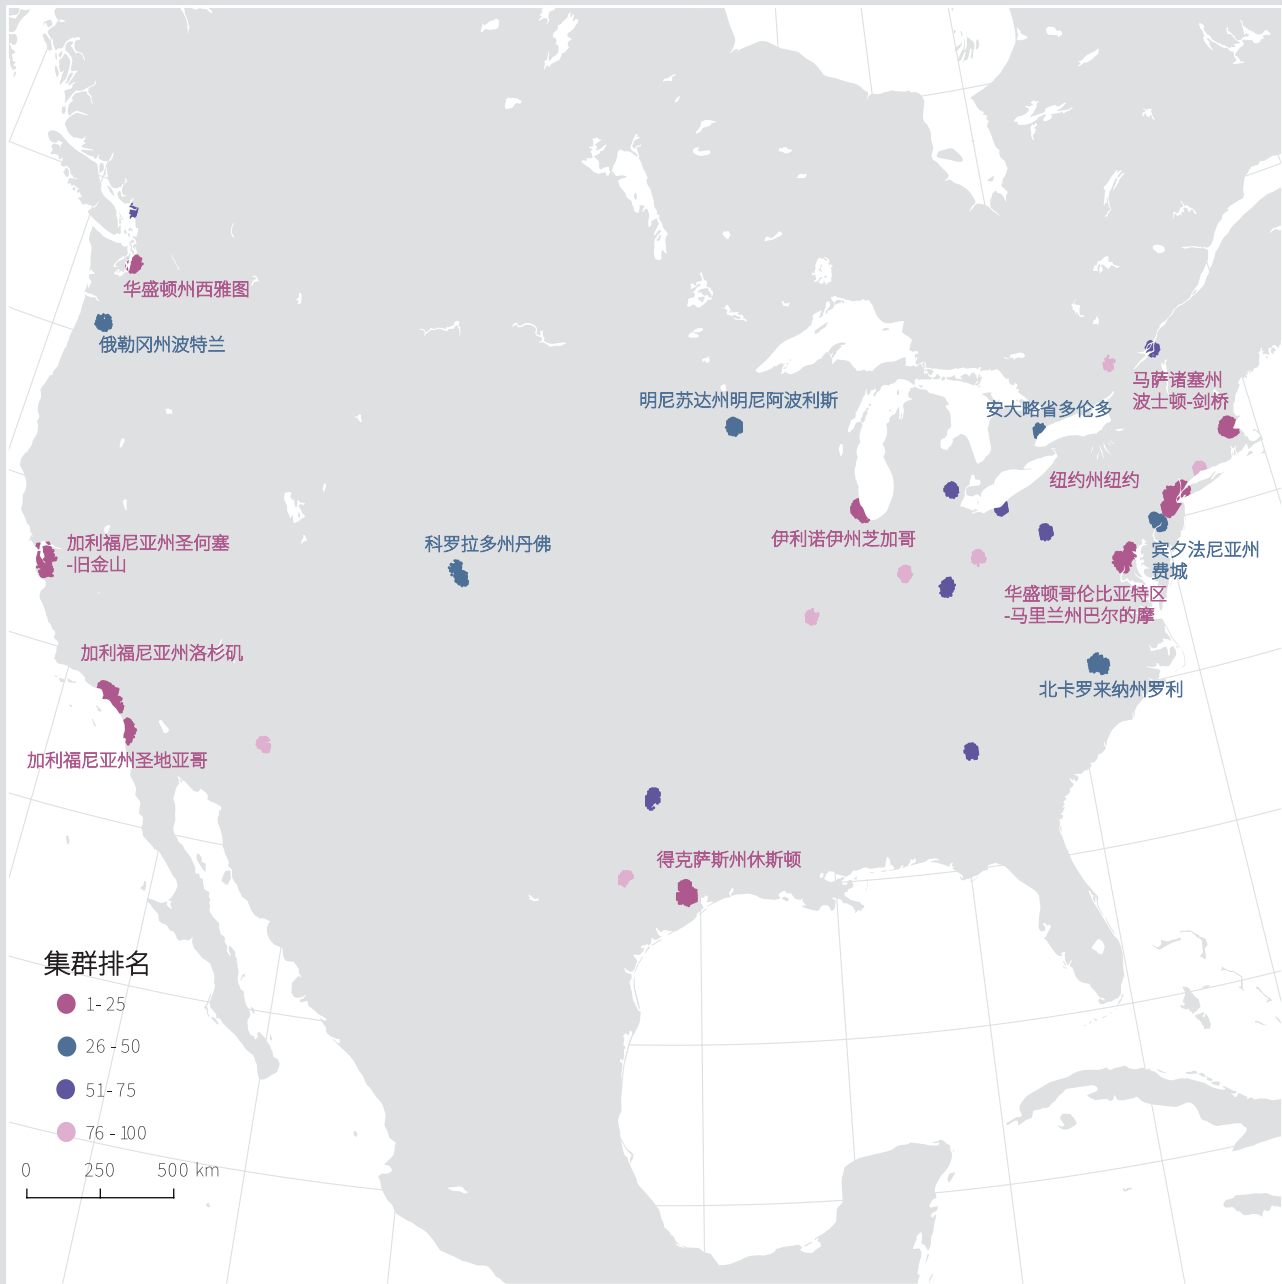 华盛顿州西雅图
俄勒冈州波特兰
马萨诸塞州
波士顿-剑桥
明尼苏达州明尼阿波利斯
安大略省多伦多
纽约州纽约
加利福尼亚州圣何塞
-旧金山
科罗拉多州丹佛
伊利诺伊州芝加哥
宾夕法尼亚州
费城
华盛顿哥伦比亚特区
-马里兰州巴尔的摩
加利福尼亚州洛杉矶
北卡罗来纳州罗利
加利福尼亚州圣地亚哥
得克萨斯州休斯顿
集群排名
1-25
26-50
51-75
76-100
0 250 500 km